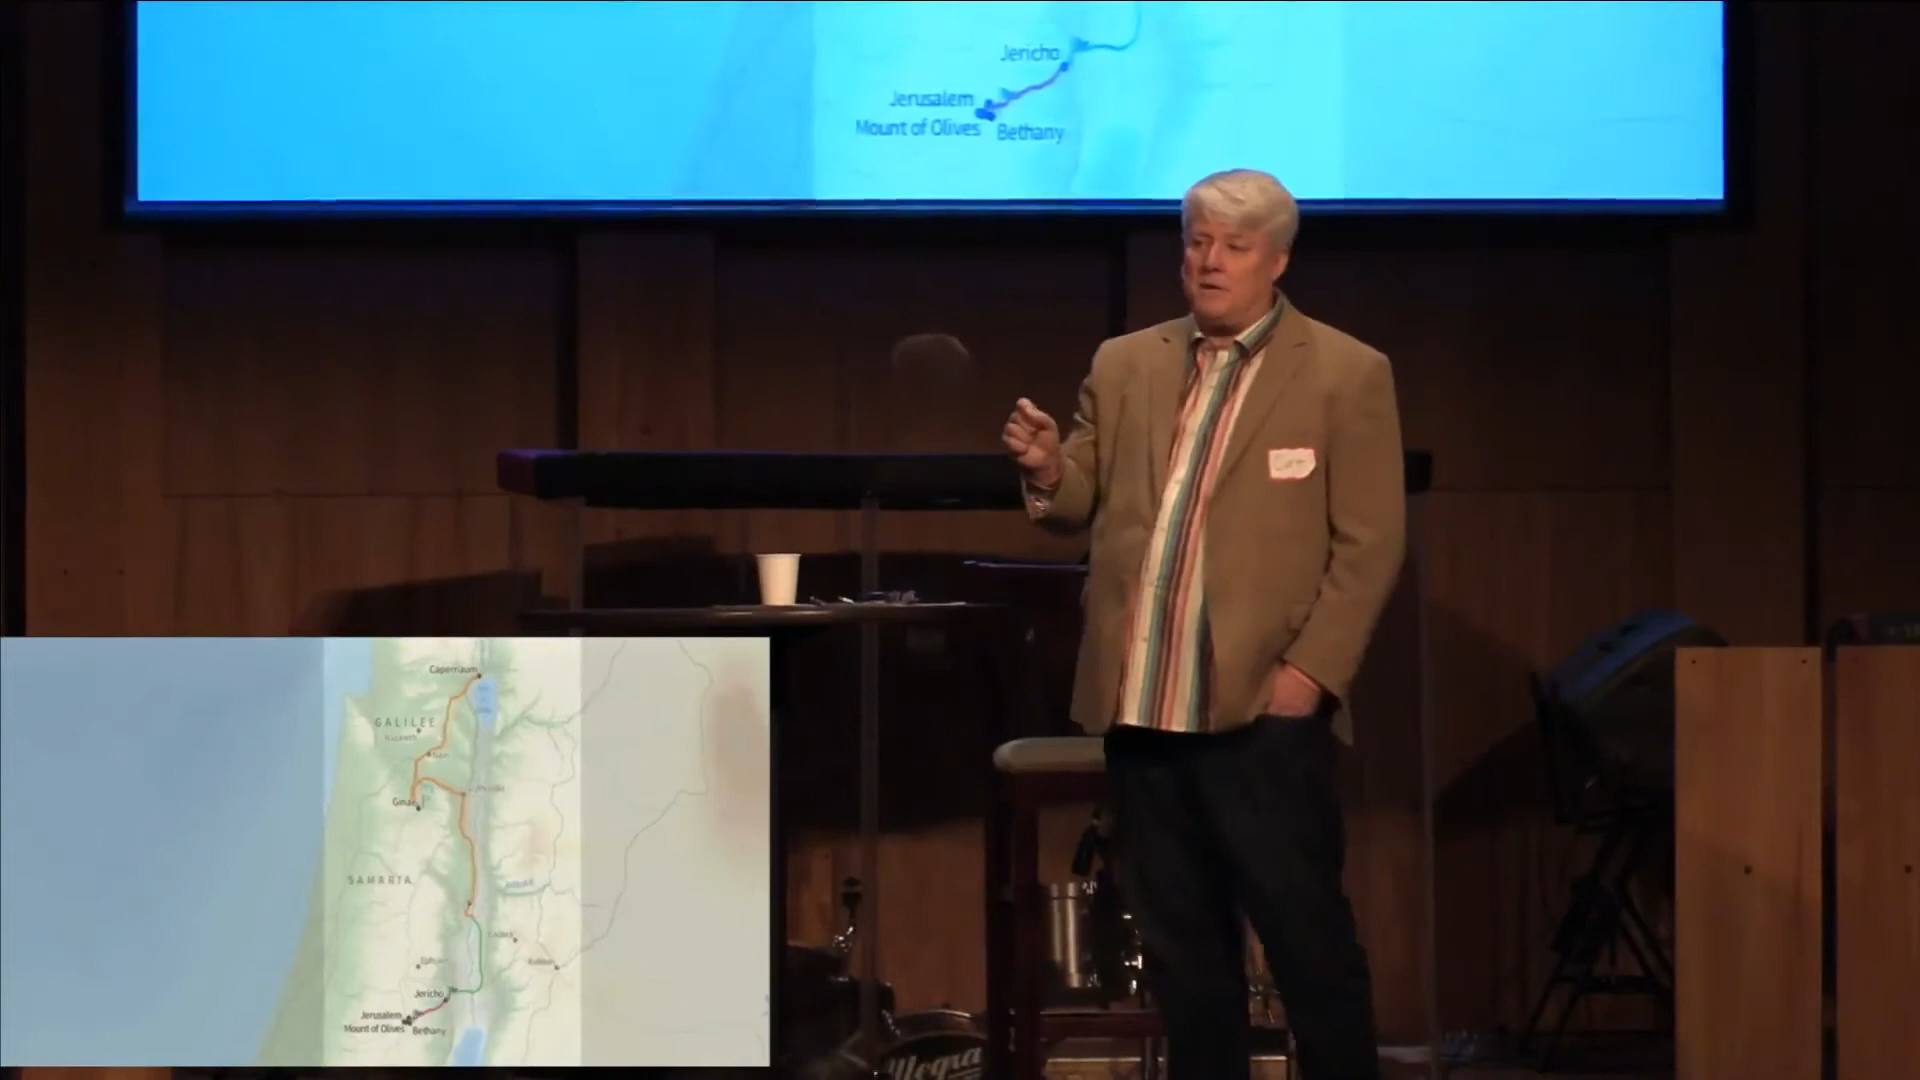 Jericho
Jerusalem
Mount of Olives Bethany
Capernaum
GALILEE
Nazareth
Nain
Ginae
SAMARIA
Jericho
Jerusalem
Mount of Olives Bethany